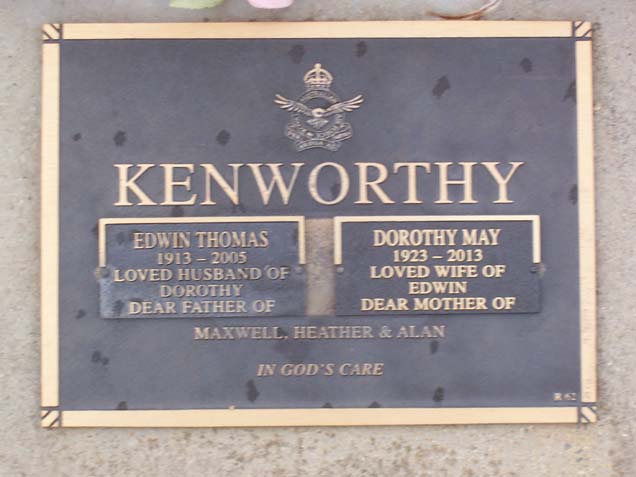 KENWORTHY
EDWIN THOMAS
1913 - 2005
LOVED HUSBAND OF
DOROTHY
DEAR FATHER OF
DOROTHY MAY
1923 - 2013
LOVED WIFE OF
EDWIN
DEAR MOTHER OF
MAXWELL, HEATHER & ALAN
IN GOD'S CARE
R 62